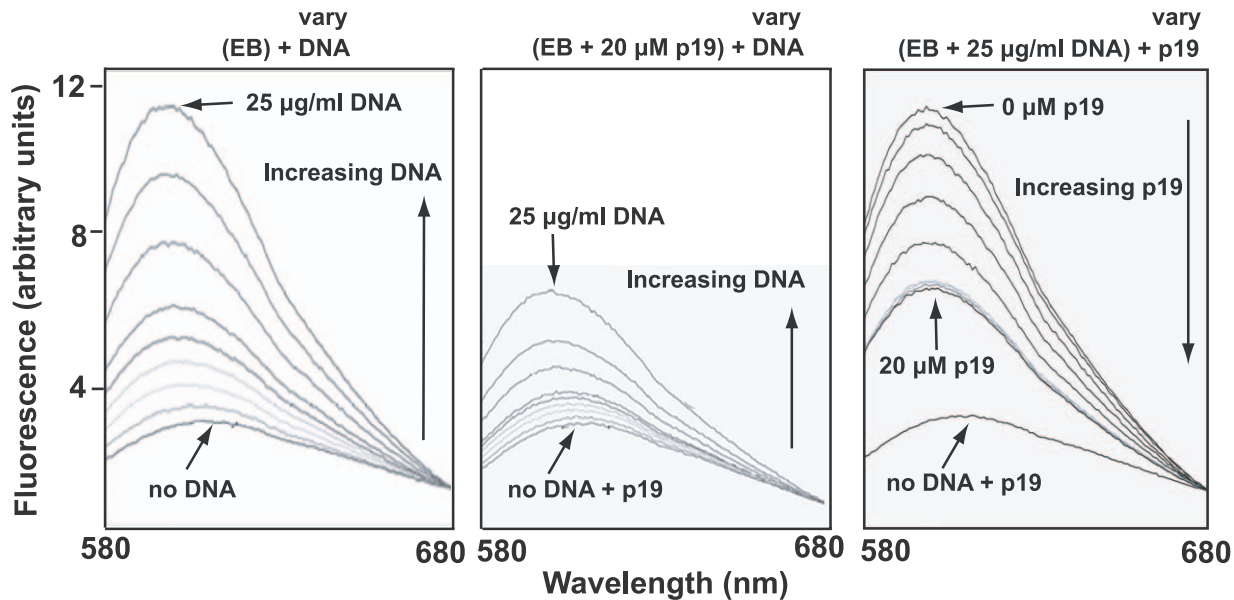 vary
(EB) + DNA
vary
(EB + 20 µM p19) + DNA
vary
(EB + 25 µg/ml DNA) + p19
Fluorescence (arbitrary units)
12
8
4
25 µg/ml DNA
Increasing DNA
no DNA
580
680
25 µg/ml DNA
Increasing DNA
no DNA + p19
580
680
0 µM p19
Increasing p19
20 µM p19
no DNA + p19
580
680
Wavelength (nm)